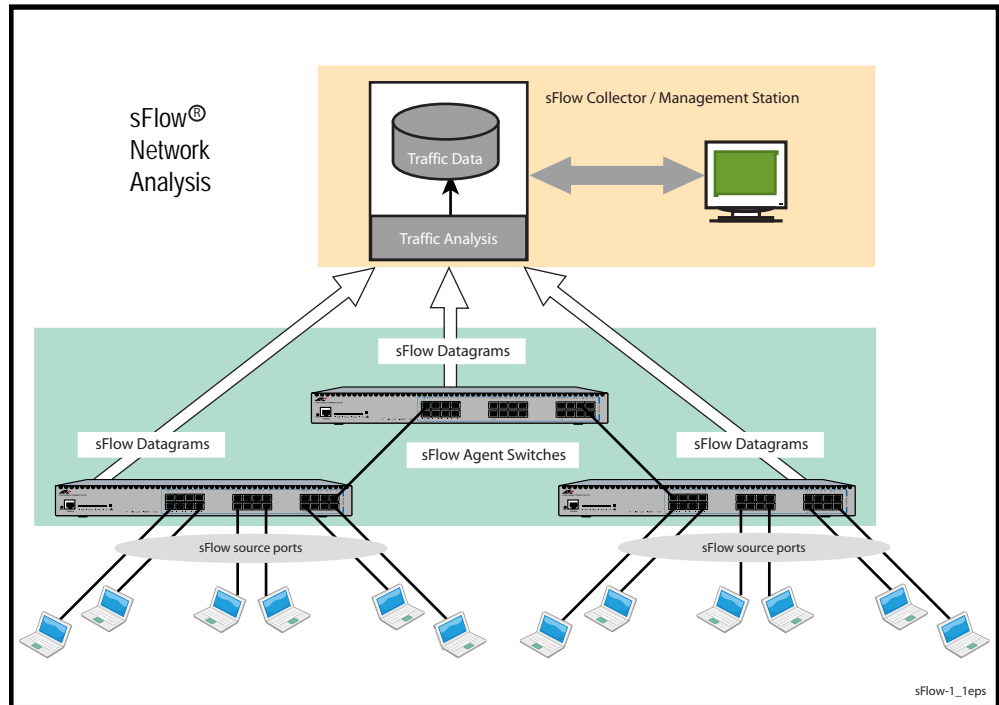 sFlow®
Network
Analysis
sFlow Collector / Management Station
Traffic Data
Traffic Analysis
sFlow Datagrams
sFlow Datagrams
sFlow Agent Switches
sFlow Datagrams
sFlow source ports
sFlow source ports
sFlow-1_1eps